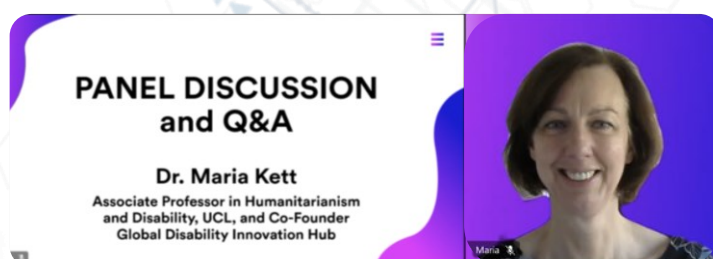 PANEL DISCUSSION
and Q&A
Dr. Maria Kett
Associate Professor in Humanitarianism
and Disability, UCL, and Co-Founder
Global Disability Innovation Hub
Maria